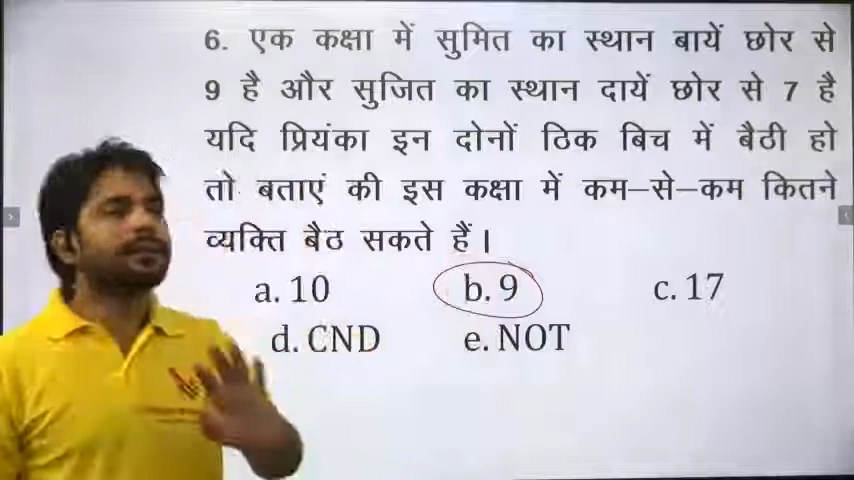 6. एक कक्षा में सुमित का स्थान बायें छोर से
9 है और सुजित का स्थान दायें छोर से 7 है
यदि प्रियंका इन दोनों ठिक बिच में बैठी हो
तो बताएं की इस कक्षा में कम–से–कम कितने
व्यक्ति बैठ सकते हैं।
a. 10 b. 9 c. 17
d. CND e. NOT